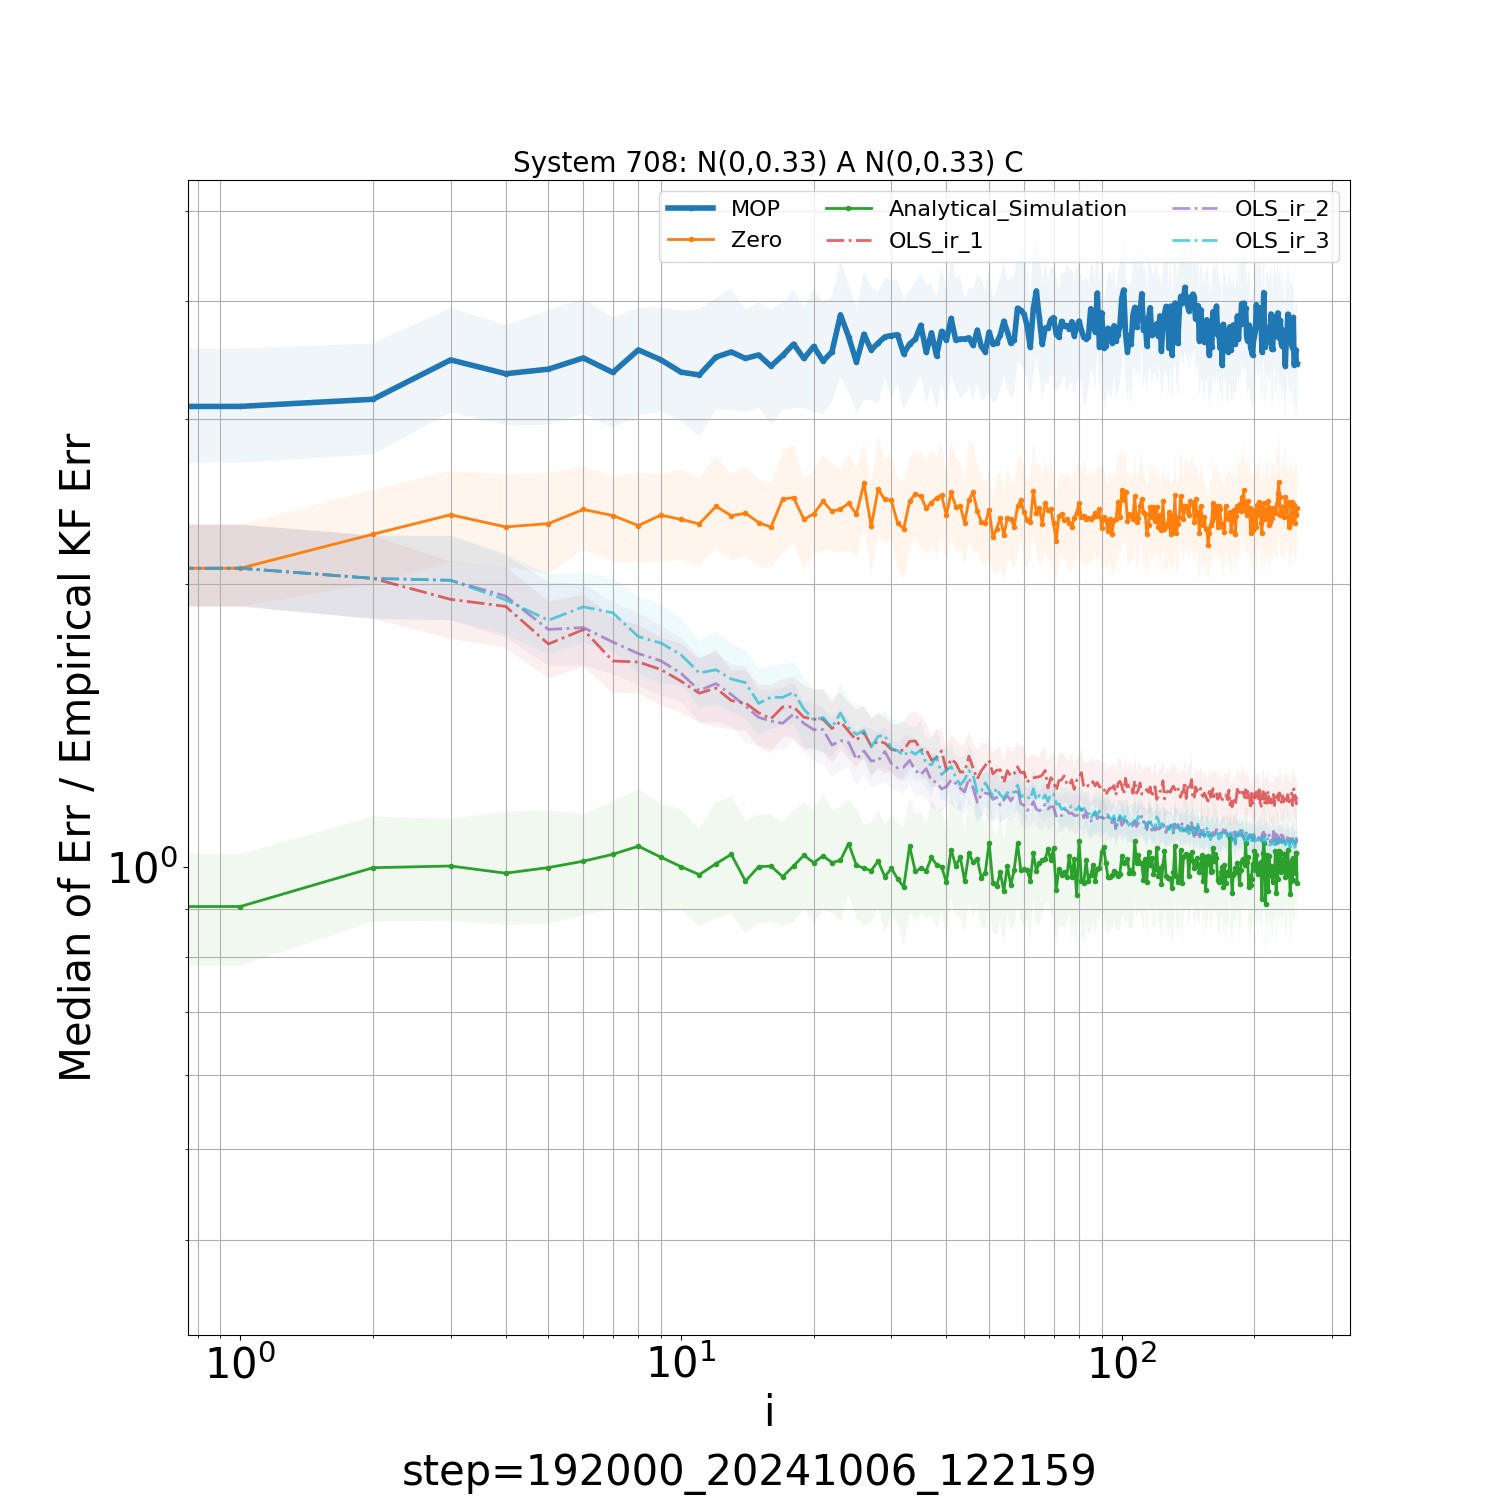 System 708: N(0,0.33) A N(0,0.33) C
MOP
Zero
Analytical_Simulation
OLS_ir_1
OLS_ir_2
OLS_ir_3
Median of Err / Empirical KF Err
10⁰
10⁰
10¹
10²
i
step=192000_20241006_122159